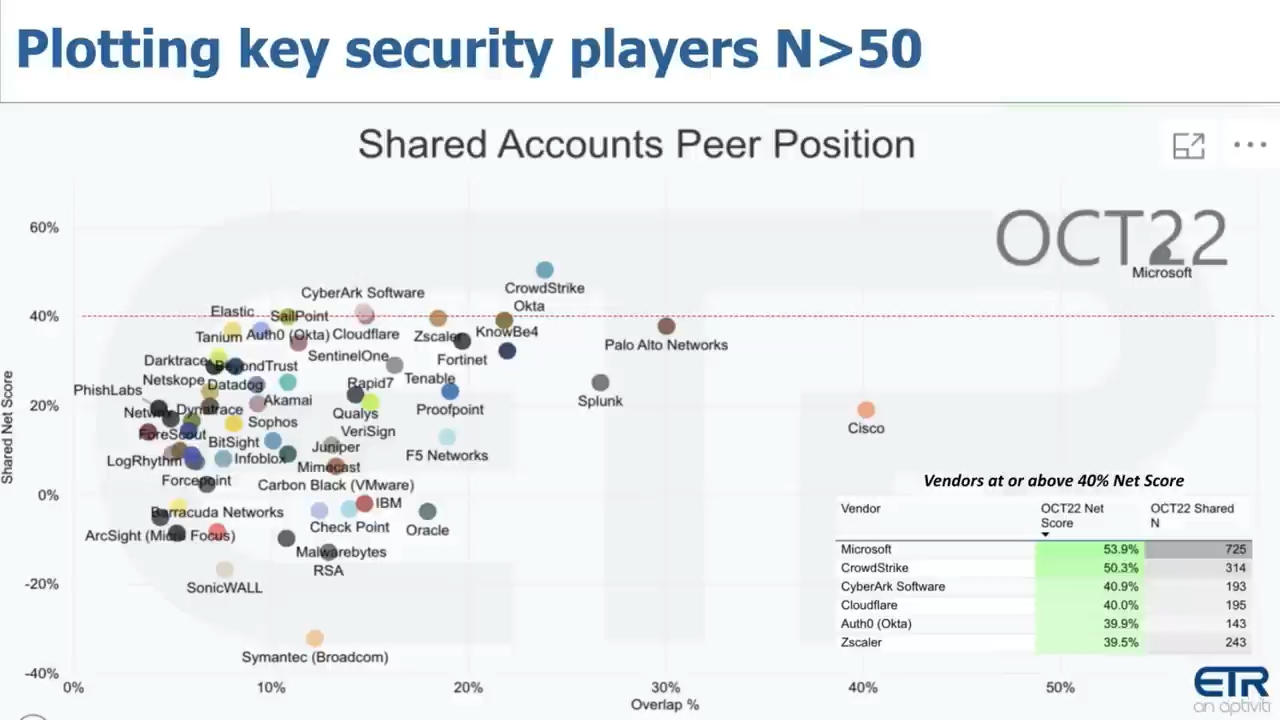 Plotting key security players N>50
Shared Accounts Peer Position
OCT22
Microsoft
60%
CrowdStrike
CyberArk Software
Okta
Elastic
SailPoint
40%
Tanium
Auth0 (Okta)
Cloudflare
Zscaler
KnowBe4
Palo Alto Networks
Darktrace
BeyondTrust
SentinelOne
Fortinet
Netskope
Datadog
Rapid7
Tenable
PhishLabs
Akamai
Splunk
20%
Dynatrace
Qualys
Proofpoint
Sophos
VeriSign
Cisco
ForeScout
BitSight
Juniper
F5 Networks
LogRhythm
Infoblox
Mimecast
Forcepoint
Carbon Black (VMware)
0%
IBM
Barracuda Networks
Check Point
Oracle
ArcSight (Micro Focus)
Malwarebytes
RSA
-20%
SonicWALL
Symantec (Broadcom)
-40%
0%
10%
20%
30%
40%
50%
Overlap %
Shared Net Score
Vendors at or above 40% Net Score
Vendor OCT22 Net Score OCT22 Shared N
Microsoft 53.9% 725
CrowdStrike 50.3% 314
CyberArk Software 40.9% 193
Cloudflare 40.0% 195
Auth0 (Okta) 39.9% 143
Zscaler 39.5% 243
ETR